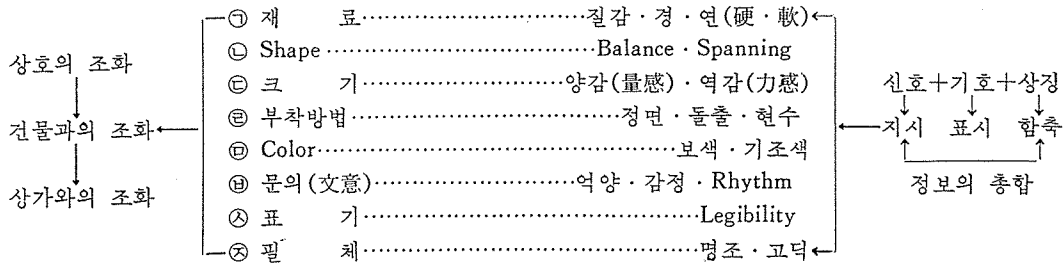 상호의 조화
건물과의 조화
상가와의 조화
㉠ 재 료 질감 · 경 · 연(硬 · 軟)
㉡ Shape Balance · Spanning
㉢ 크 기 양감(量感) · 역감(力感)
㉣ 부착방법 정면 · 돌출 · 현수
㉤ Color 보색 · 기조색
㉥ 문의(文意) 억양 · 감정 · Rhythm
㉦ 표 기 Legibility
㉨ 필 체 명조 · 고딕
신호+기호+상징
지시 표시 함축
정보의 총합